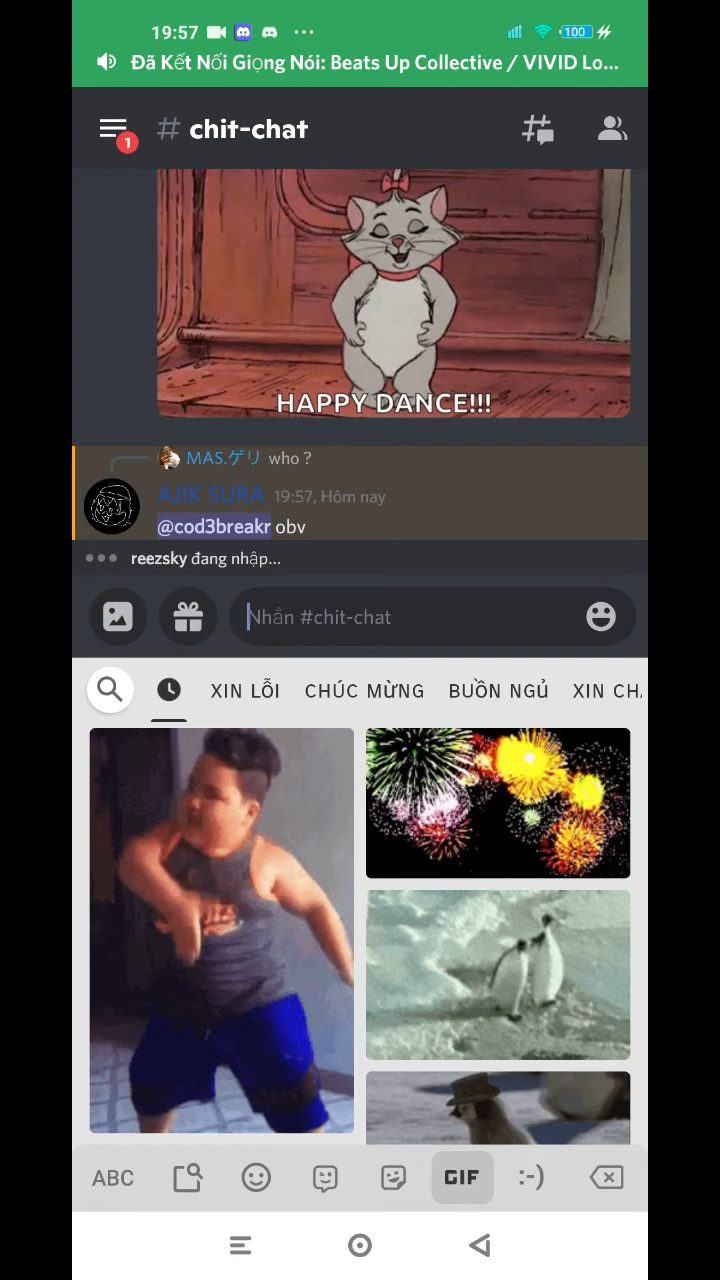 19:57
100
Đã Kết Nối Giọng Nói: Beats Up Collective / VIVID Lo...
1
# chit-chat
HAPPY DANCE!!!
MAS.ゲリ who ?
AJIK SURA 19:57, Hôm nay
@cod3breakr obv
reezsky đang nhập...
Nhắn #chit-chat
XIN LỖI CHÚC MỪNG BUỒN NGỦ XIN CH
ABC GIF :-)